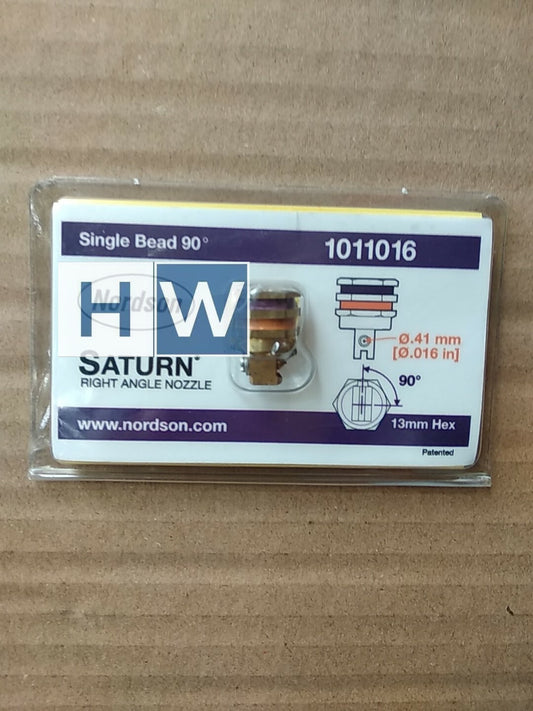 Single Bead 90°
1011016
Nordson
HW
SATURN®
RIGHT ANGLE NOZZLE
Ø.41 mm
[Ø.016 in]
90°
www.nordson.com
13mm Hex
Patented